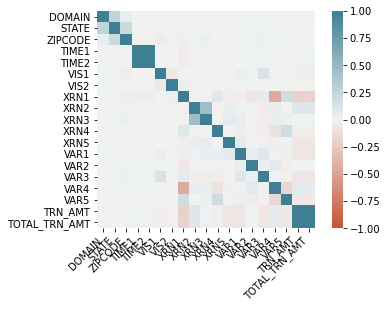 DOMAIN
STATE
ZIPCODE
TIME1
TIME2
VIS1
VIS2
XRN1
XRN2
XRN3
XRN4
XRN5
VAR1
VAR2
VAR3
VAR4
VAR5
TRN_AMT
TOTAL_TRN_AMT
DOMAIN
STATE
ZIPCODE
TIME1
TIME2
VIS1
VIS2
XRN1
XRN2
XRN3
XRN4
XRN5
VAR1
VAR2
VAR3
VAR4
VAR5
TRN_AMT
TOTAL_TRN_AMT
1.00
0.75
0.50
0.25
0.00
−0.25
−0.50
−0.75
−1.00